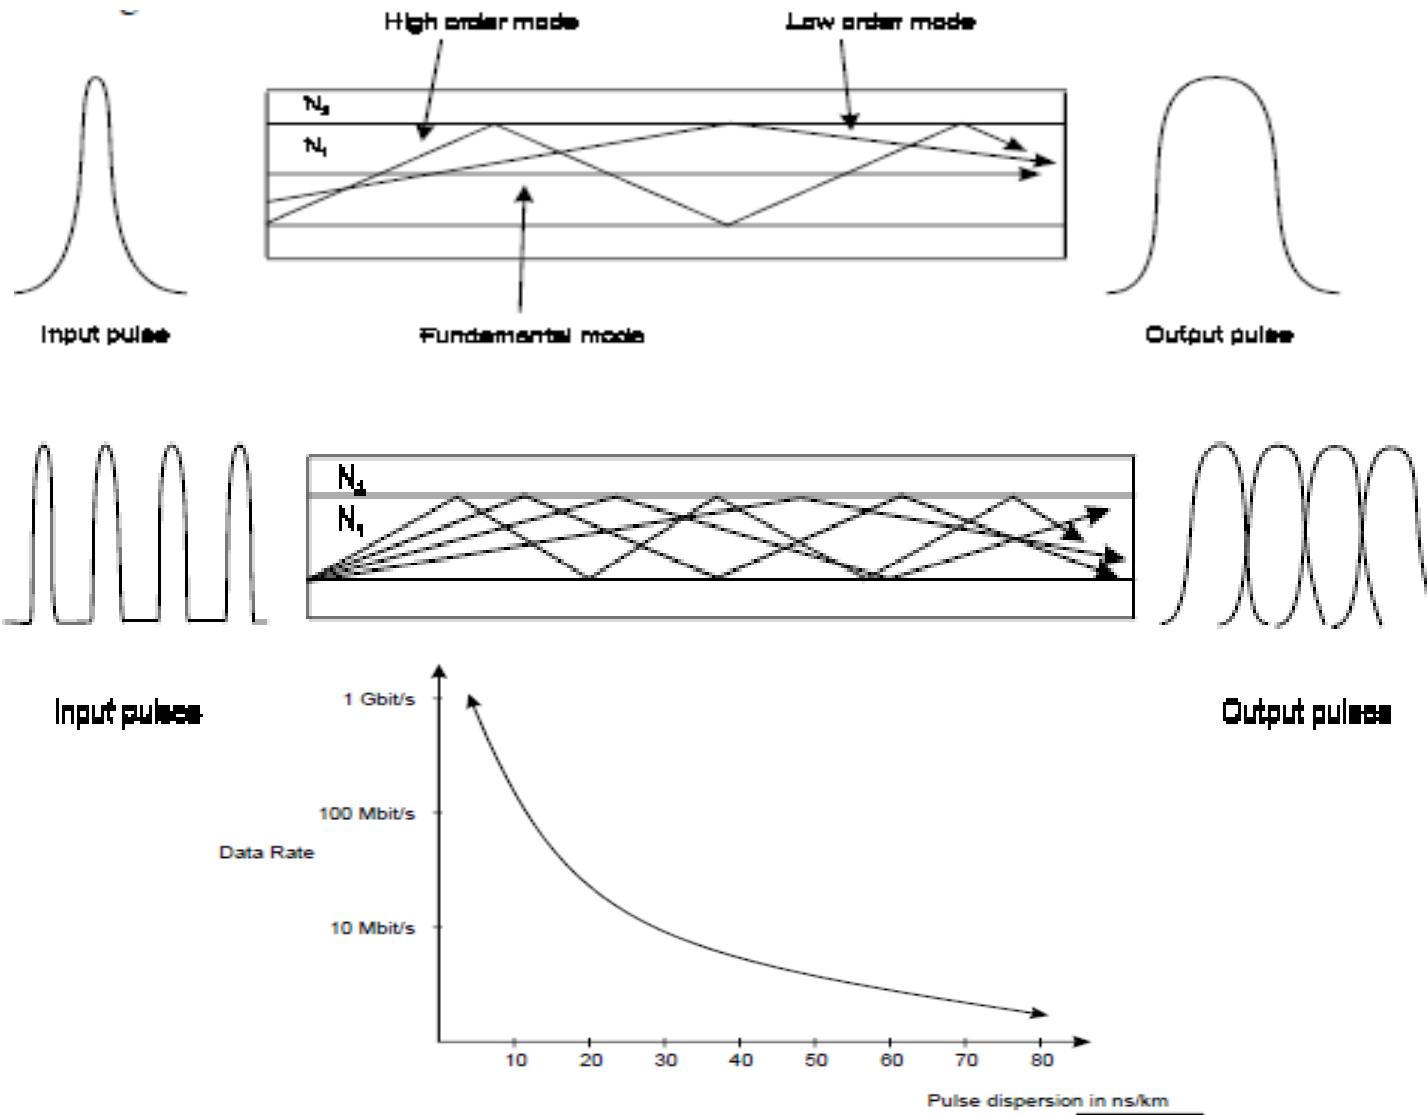 High order mode
Low order mode
N₂
N₁
Input pulse
Fundamental mode
Output pulse
N₂
N₁
Input pulses
Output pulses
1 Gbit/s
100 Mbit/s
Data Rate
10 Mbit/s
10 20 30 40 50 60 70 80
Pulse dispersion in ns/km